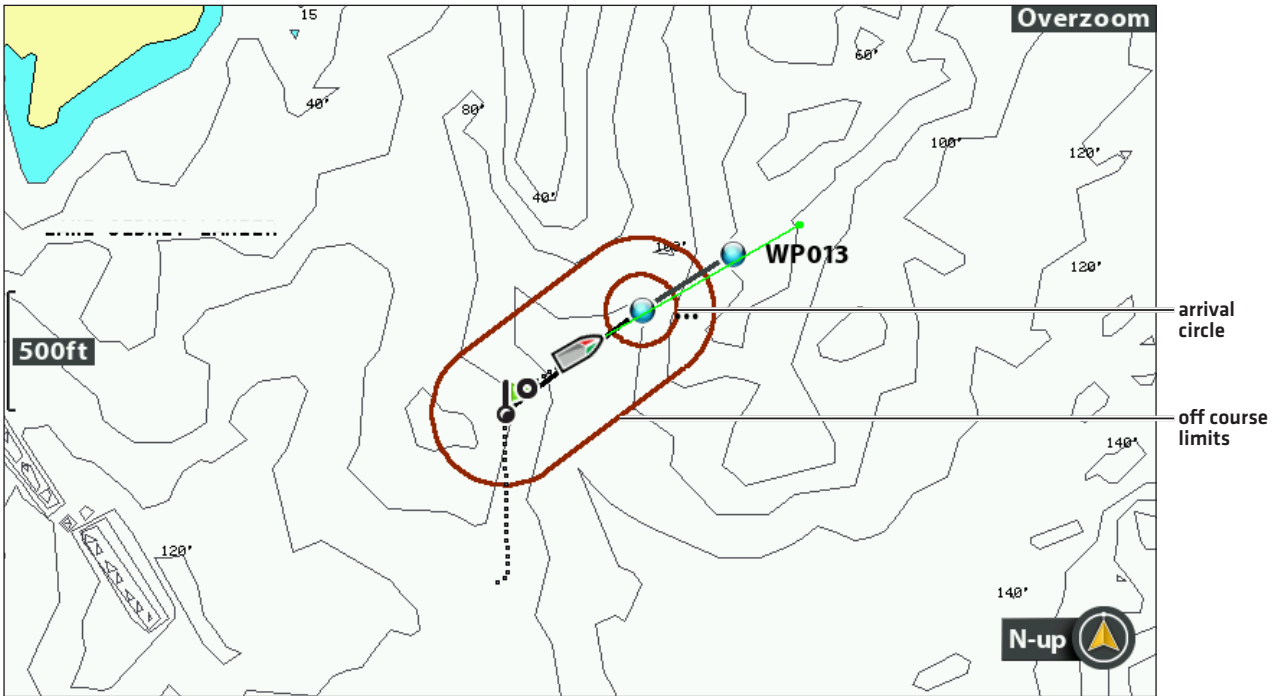 15
Overzoom
60'
40'
80'
100'
120'
40'
WP013
120'
arrival
circle
500ft
off course
limits
140'
120'
140'
N-up